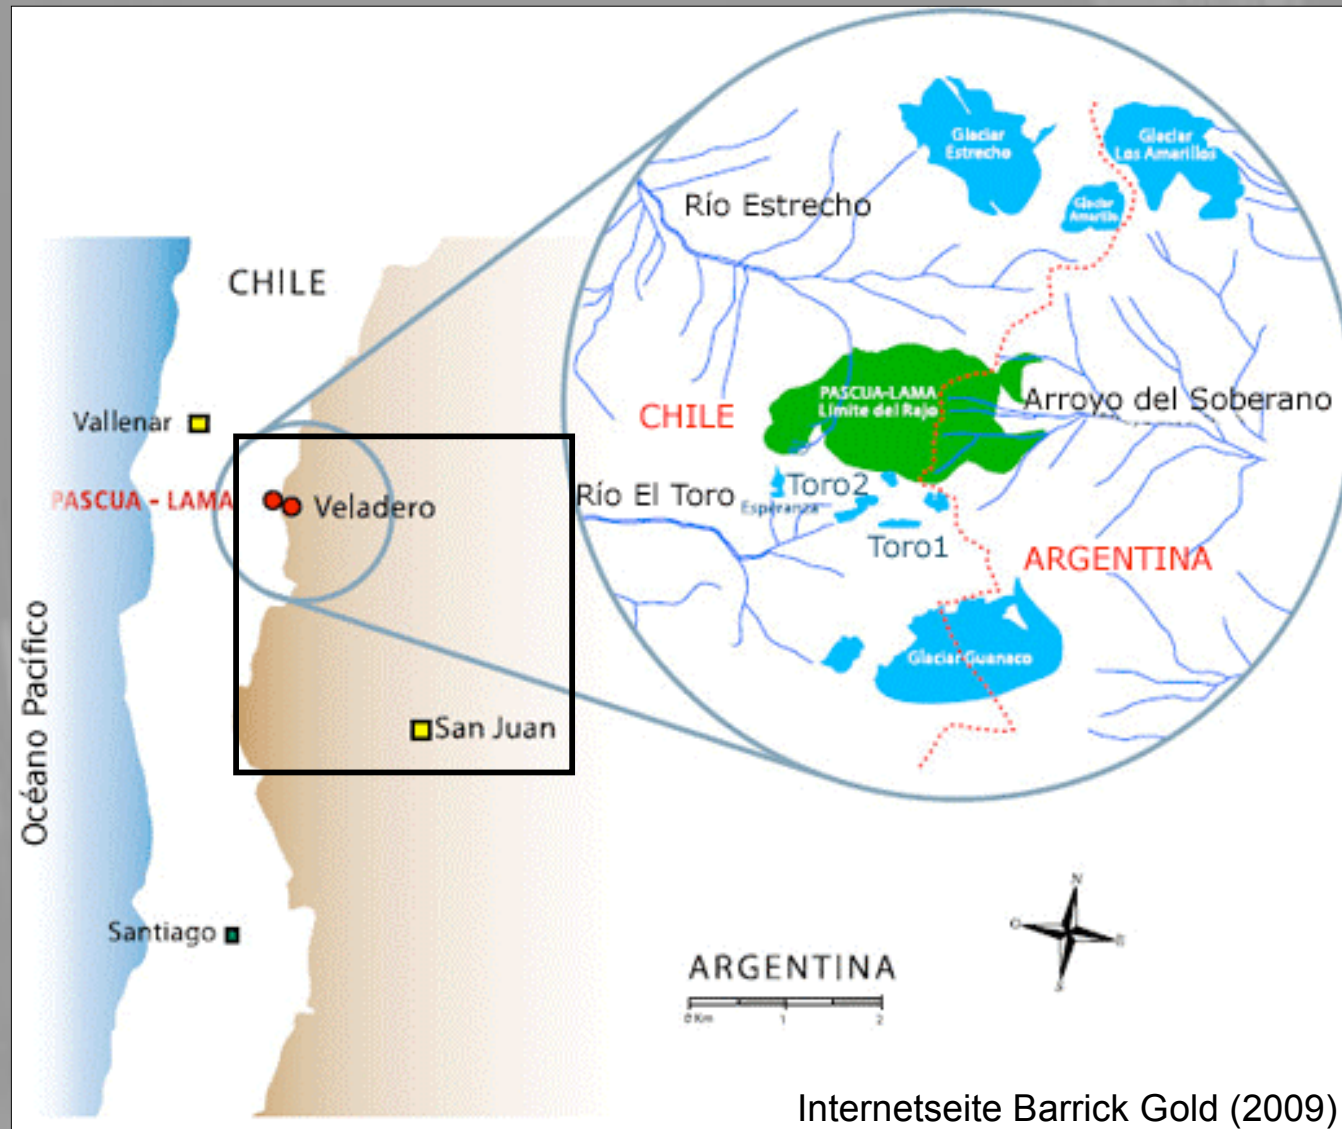 CHILE
Vallenar
PASCUA - LAMA
Veladero
Océano Pacífico
San Juan
Santiago
Glaciar
Estrecho
Glaciar
Los Amarillos
Glaciar
Amarillo
Río Estrecho
PASCUA-LAMA
Límite del Rajo
Arroyo del Soberano
CHILE
Río El Toro
Toro2
Esperanza
Toro1
ARGENTINA
Glaciar Guanaco
N
O
E
S
ARGENTINA
0 Km
1
2
Internetseite Barrick Gold (2009)